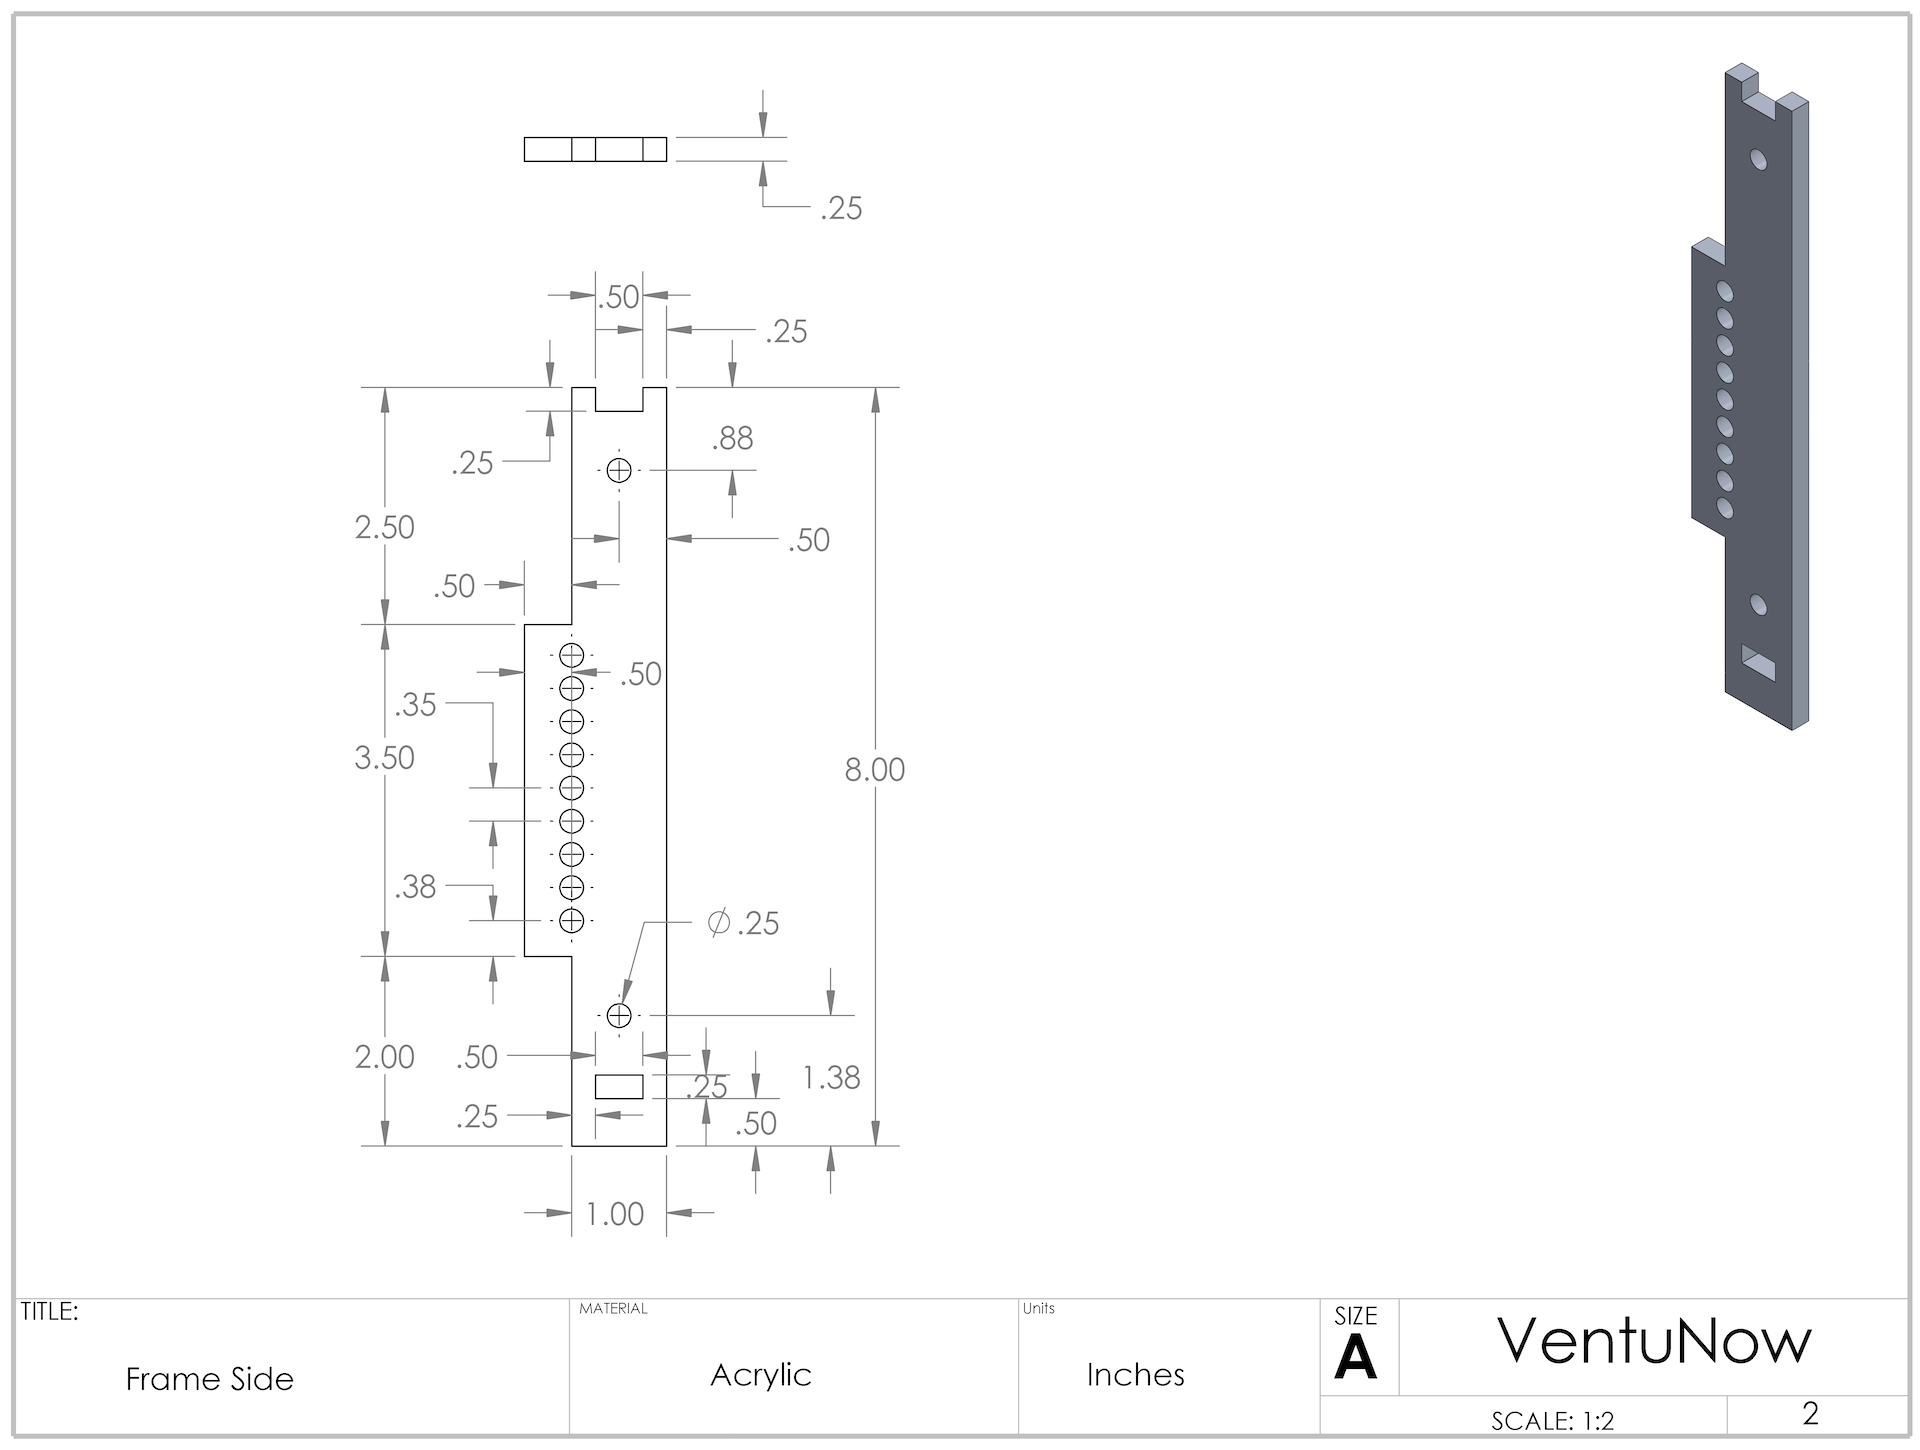 .25
.50
.25
.88
.25
2.50
.50
.50
.50
.35
3.50
8.00
.38
Ø .25
2.00
.50
.25
1.38
.25
.50
1.00
TITLE:
Frame Side
MATERIAL
Acrylic
Units
Inches
SIZE
A
VentuNow
SCALE: 1:2
2